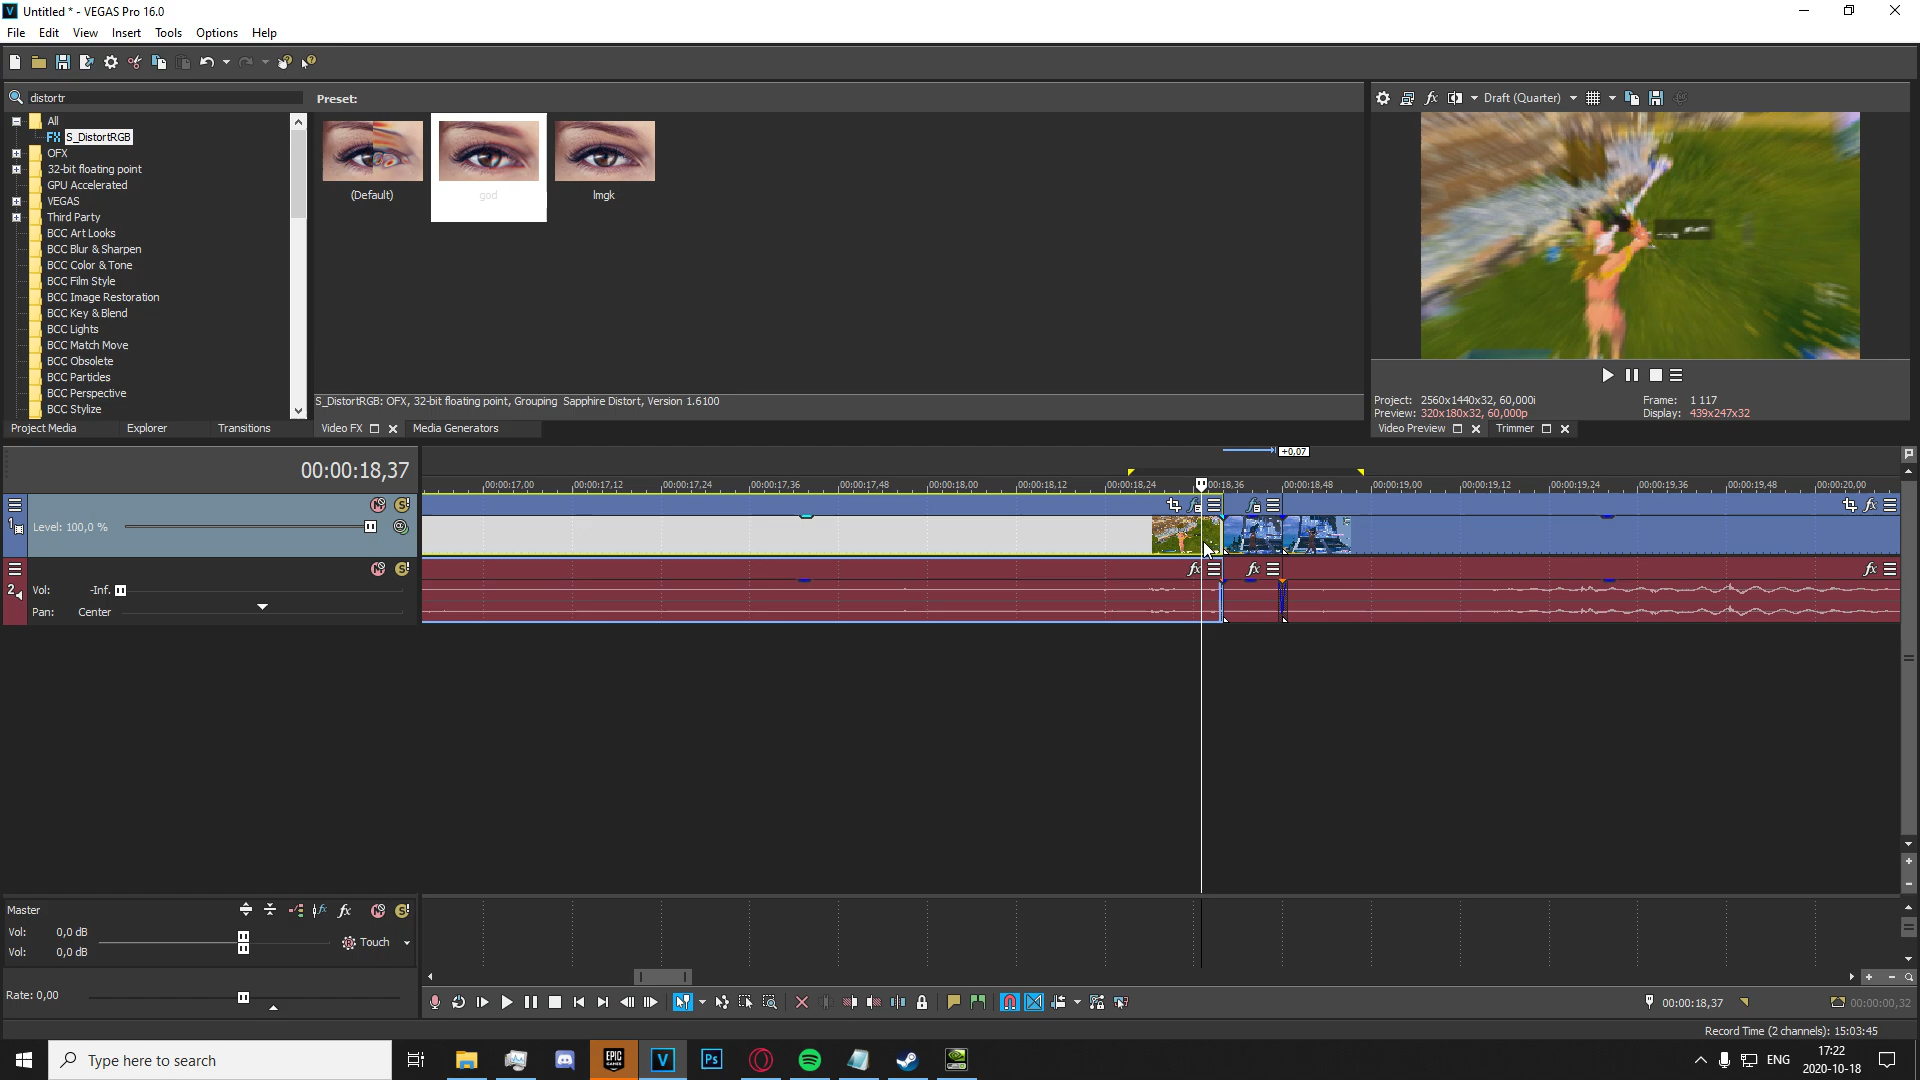 Untitled * - VEGAS Pro 16.0
File Edit View Insert Tools Options Help
distortr
Preset:
All
FX S_DistortRGB
OFX
32-bit floating point
GPU Accelerated
VEGAS
Third Party
BCC Art Looks
BCC Blur & Sharpen
BCC Color & Tone
BCC Film Style
BCC Image Restoration
BCC Key & Blend
BCC Lights
BCC Match Move
BCC Obsolete
BCC Particles
BCC Perspective
BCC Stylize
(Default) god lmgk
S_DistortRGB: OFX, 32-bit floating point, Grouping Sapphire Distort, Version 1.6100
Project Media Explorer Transitions Video FX Media Generators
Draft (Quarter)
Project: 2560x1440x32, 60,000i Frame: 1 117
Preview: 320x180x32, 60,000p Display: 439x247x32
Video Preview Trimmer
00:00:18,37
+0.07
00:00:17,00 00:00:17,12 00:00:17,24 00:00:17,36 00:00:17,48 00:00:18,00 00:00:18,12 00:00:18,24 00:18,36 00:00:18,48 00:00:19,00 00:00:19,12 00:00:19,24 00:00:19,36 00:00:19,48 00:00:20,00
1 Level: 100,0 %
2 Vol: -Inf.
Pan: Center
Master
Vol: 0,0 dB
Vol: 0,0 dB
Touch
Rate: 0,00
00:00:18,37 00:00:00,32
Record Time (2 channels): 15:03:45
Type here to search
EPIC GAMES
V
Ps
ENG
17:22
2020-10-18